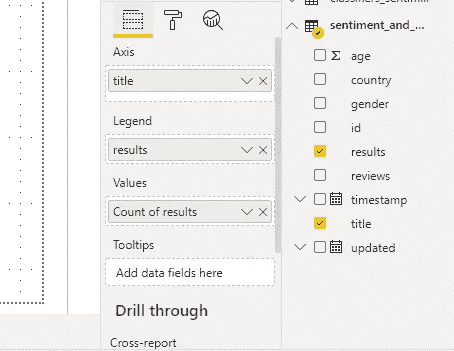 Axis
title
Legend
results
Values
Count of results
Tooltips
Add data fields here
Drill through
Cross-report
sentiment_and_...
Σ age
country
gender
id
results
reviews
timestamp
title
updated